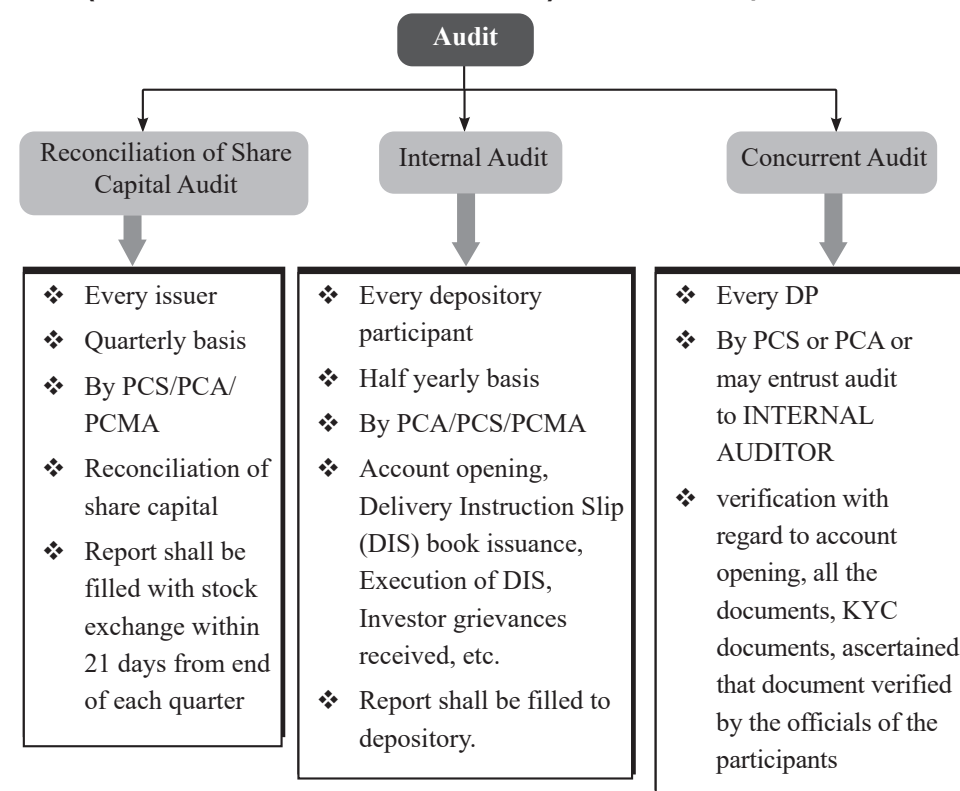 Audit
Reconciliation of Share
Capital Audit
❖ Every issuer
❖ Quarterly basis
❖ By PCS/PCA/
PCMA
❖ Reconciliation of
share capital
❖ Report shall be
filled with stock
exchange within
21 days from end
of each quarter
Internal Audit
❖ Every depository
participant
❖ Half yearly basis
❖ By PCA/PCS/PCMA
❖ Account opening,
Delivery Instruction Slip
(DIS) book issuance,
Execution of DIS,
Investor grievances
received, etc.
❖ Report shall be filled to
depository.
Concurrent Audit
❖ Every DP
❖ By PCS or PCA or
may entrust audit
to INTERNAL
AUDITOR
❖ verification with
regard to account
opening, all the
documents, KYC
documents, ascertained
that document verified
by the officials of the
participants